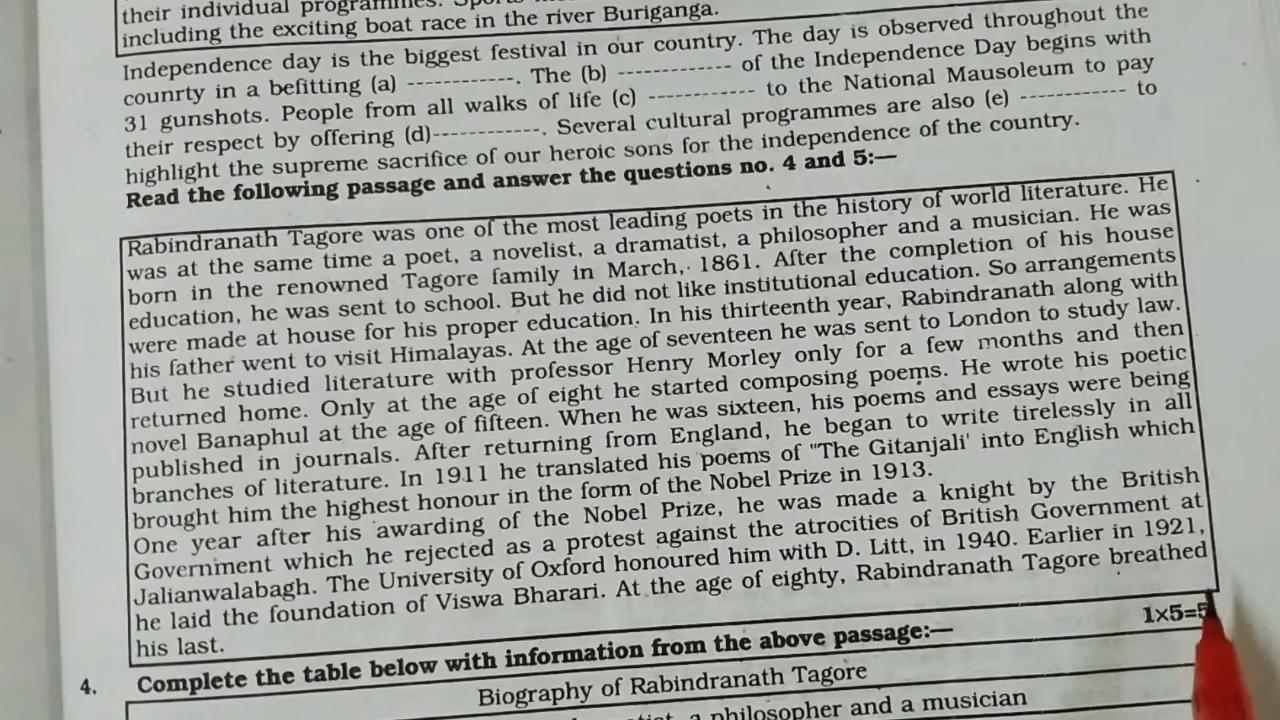 their individual programmes.
including the exciting boat race in the river Buriganga.
Independence day is the biggest festival in our country. The day is observed throughout the
counrty in a befitting (a) ------------. The (b) ------------- of the Independence Day begins with
31 gunshots. People from all walks of life (c) ------------ to the National Mausoleum to pay
their respect by offering (d)------------. Several cultural programmes are also (e) ------------ to
highlight the supreme sacrifice of our heroic sons for the independence of the country.
Read the following passage and answer the questions no. 4 and 5:—
Rabindranath Tagore was one of the most leading poets in the history of world literature. He
was at the same time a poet, a novelist, a dramatist, a philosopher and a musician. He was
born in the renowned Tagore family in March, 1861. After the completion of his house
education, he was sent to school. But he did not like institutional education. So arrangements
were made at house for his proper education. In his thirteenth year, Rabindranath along with
his father went to visit Himalayas. At the age of seventeen he was sent to London to study law.
But he studied literature with professor Henry Morley only for a few months and then
returned home. Only at the age of eight he started composing poems. He wrote his poetic
novel Banaphul at the age of fifteen. When he was sixteen, his poems and essays were being
published in journals. After returning from England, he began to write tirelessly in all
branches of literature. In 1911 he translated his poems of "The Gitanjali' into English which
brought him the highest honour in the form of the Nobel Prize in 1913.
One year after his awarding of the Nobel Prize, he was made a knight by the British
Government which he rejected as a protest against the atrocities of British Government at
Jalianwalabagh. The University of Oxford honoured him with D. Litt, in 1940. Earlier in 1921,
he laid the foundation of Viswa Bharari. At the age of eighty, Rabindranath Tagore breathed
his last.
4. Complete the table below with information from the above passage:— 1×5=5
Biography of Rabindranath Tagore
a philosopher and a musician